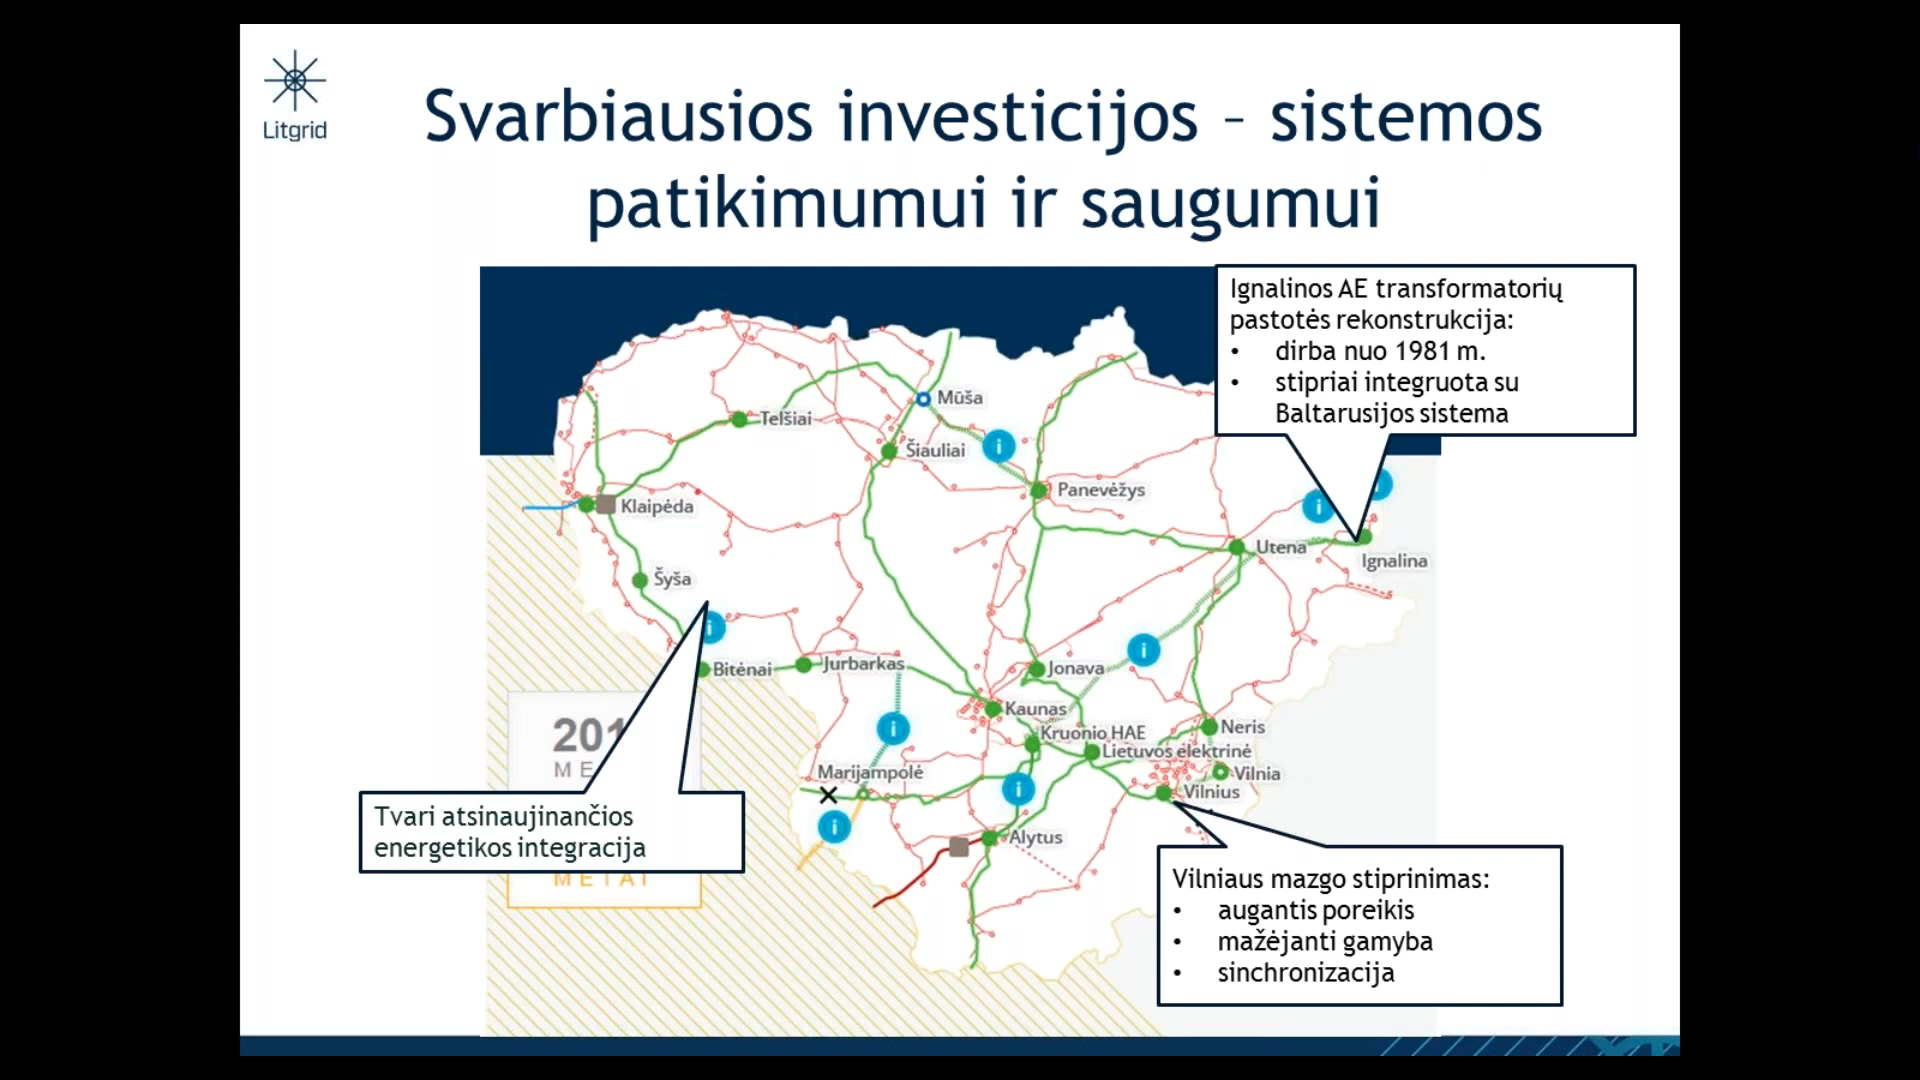 Litgrid
Svarbiausios investicijos – sistemos
patikimumui ir saugumui
Ignalinos AE transformatorių
pastotės rekonstrukcija:
• dirba nuo 1981 m.
• stipriai integruota su
Baltarusijos sistema
Mūša
Telšiai
Šiauliai
Panevėžys
Klaipėda
Utena
Ignalina
Šyša
Bitėnai
Jurbarkas
Jonava
Kaunas
Kruonio HAE
Neris
Lietuvos elektrinė
Marijampolė
Vilnia
Vilnius
Alytus
201
ME
Tvari atsinaujinančios
energetikos integracija
METAI
Vilniaus mazgo stiprinimas:
• augantis poreikis
• mažėjanti gamyba
• sinchronizacija